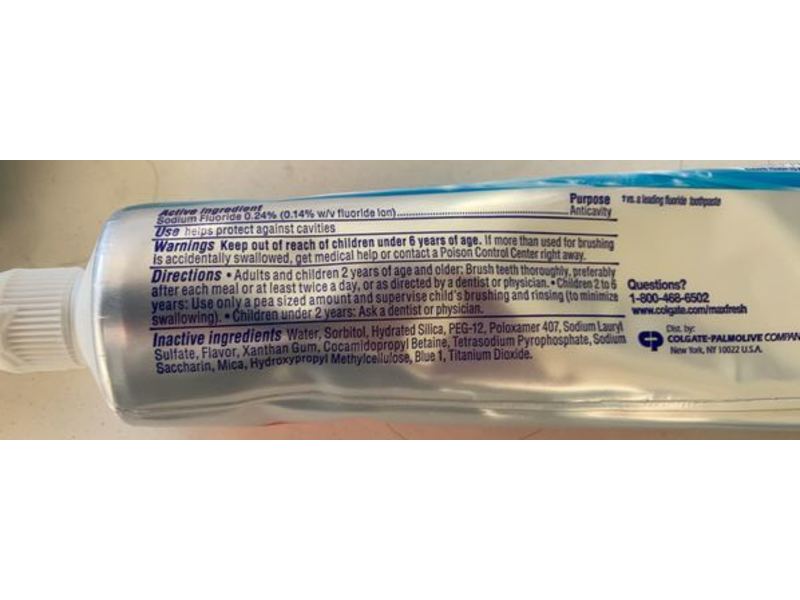 Active ingredient Purpose
Sodium Fluoride 0.24% (0.14% w/v fluoride ion)............................................Anticavity
Use helps protect against cavities
Warnings Keep out of reach of children under 6 years of age. If more than used for brushing
is accidentally swallowed, get medical help or contact a Poison Control Center right away.
Directions • Adults and children 2 years of age and older: Brush teeth thoroughly, preferably
after each meal or at least twice a day, or as directed by a dentist or physician. • Children 2 to 6
years: Use only a pea sized amount and supervise child's brushing and rinsing (to minimize
swallowing). • Children under 2 years: Ask a dentist or physician.
Inactive ingredients Water, Sorbitol, Hydrated Silica, PEG-12, Poloxamer 407, Sodium Lauryl
Sulfate, Flavor, Xanthan Gum, Cocamidopropyl Betaine, Tetrasodium Pyrophosphate, Sodium
Saccharin, Mica, Hydroxypropyl Methylcellulose, Blue 1, Titanium Dioxide.
† vs. a leading fluoride toothpaste
Questions?
1-800-468-6502
www.colgate.com/maxfresh
CP
Dist. by:
COLGATE-PALMOLIVE COMPAN
New York, NY 10022 U.S.A.